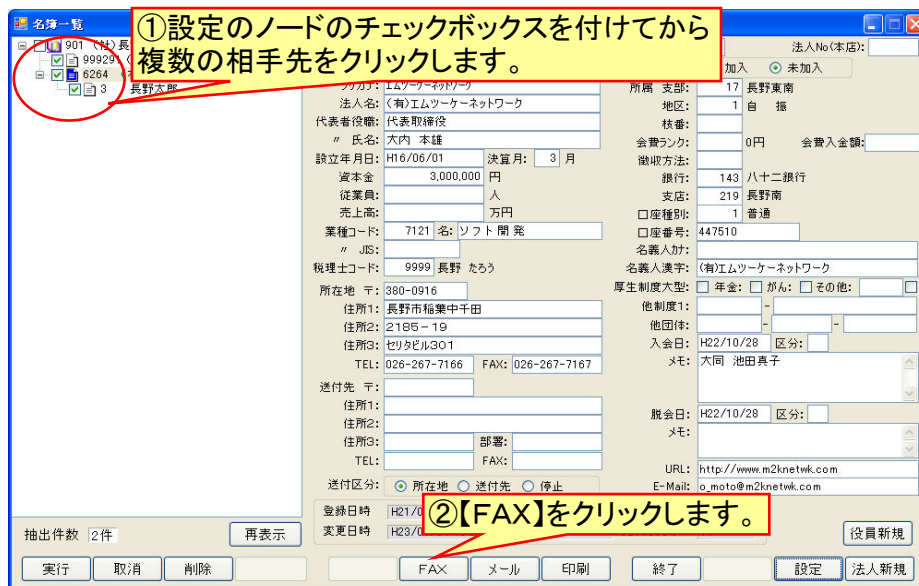 名簿一覧
①設定のノードのチェックボックスを付けてから
複数の相手先をクリックします。
901 (社)長
999291
6264
3 長野太郎
法人No(本店):
加入 未加入
フリガナ: エムツーケーネットワーク
法人名: (有)エムツーケーネットワーク
代表者役職: 代表取締役
〃 氏名: 大内 本雄
設立年月日: H16/06/01 決算月: 3 月
資本金 3,000,000 円
従業員: 人
売上高: 万円
業種コード: 7121 名: ソフト開発
〃 JIS:
税理士コード: 9999 長野 たろう
所在地 〒: 380-0916
住所1: 長野市稲葉中千田
住所2: 2185-19
住所3: セリタビル301
TEL: 026-267-7166 FAX: 026-267-7167
送付先 〒:
住所1:
住所2:
住所3: 部署:
TEL: FAX:
送付区分: 所在地 送付先 停止
登録日時 H21/0
変更日時 H23/0
所属 支部: 17 長野東南
地区: 1 自 振
枝番:
会費ランク: 0円 会費入金額:
徴収方法:
銀行: 143 八十二銀行
支店: 219 長野南
口座種別: 1 普通
口座番号: 447510
名義人カナ:
名義人漢字: (有)エムツーケーネットワーク
厚生制度大型: 年金: がん: その他:
他制度1: -
他団体: - -
入会日: H22/10/28 区分:
メモ: 大同 池田真子
脱会日: H22/10/28 区分:
メモ:
URL: http://www.m2knetwk.com
E-Mail: o_moto@m2knetwk.com
②【FAX】をクリックします。
抽出件数 2件 再表示 役員新規
実行 取消 削除 FAX メール 印刷 終了 設定 法人新規